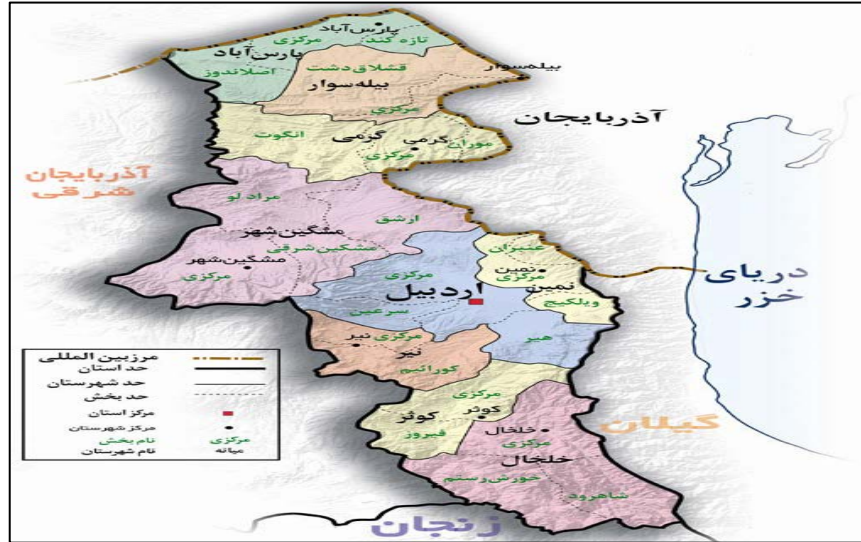 پارس‌آباد
مرکزی
تازه کند
پارس آباد
اصلاندوز
قشلاق دشت
بیله سوار
بیله‌سوار
مرکزی
آذربایجان
انگوت
گرمی
گرمی
مرکزی
موران
آذربایجان
شرقی
مراد لو
ارشق
مشگین شهر
مشگین شرقی
مشگین‌شهر
مرکزی
عنبران
نمین
مرکزی
نمین
ویلکیج
مرکزی
اردبیل
سرعین
هیر
دریای
خزر
نیر
مرکزی
نیر
کورائیم
مرکزی
کوثر
کوثر
فیروز
خلخال
مرکزی
خلخال
خورش رستم
شاهرود
گیلان
زنجان
مرزبین المللی
حد استان
حد شهرستان
حد بخش
مرکز استان
مرکز شهرستان
نام بخش
مرکزی
نام شهرستان
میانه